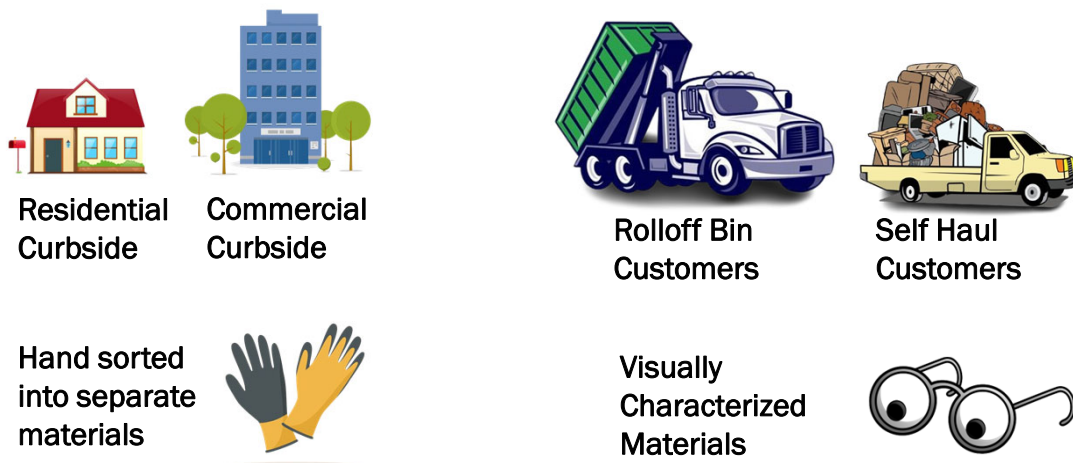 Residential
Curbside
Commercial
Curbside
Rolloff Bin
Customers
Self Haul
Customers
Hand sorted
into separate
materials
Visually
Characterized
Materials